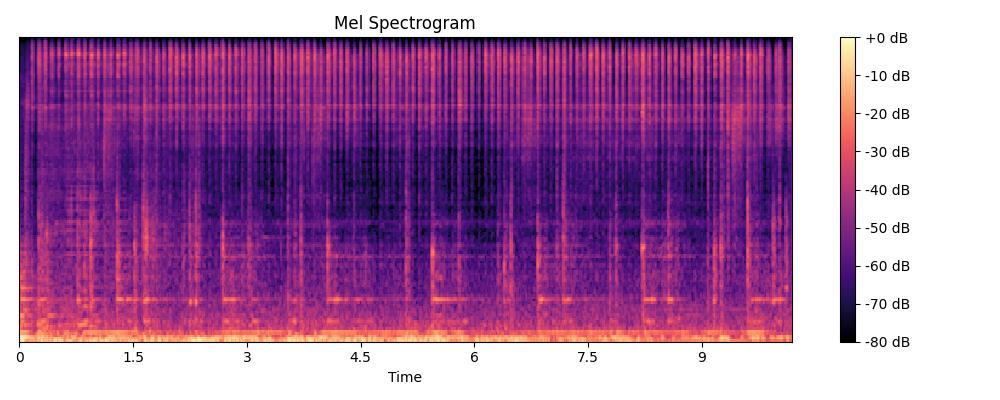 Mel Spectrogram
+0 dB
-10 dB
-20 dB
-30 dB
-40 dB
-50 dB
-60 dB
-70 dB
-80 dB
0 1.5 3 4.5 6 7.5 9
Time